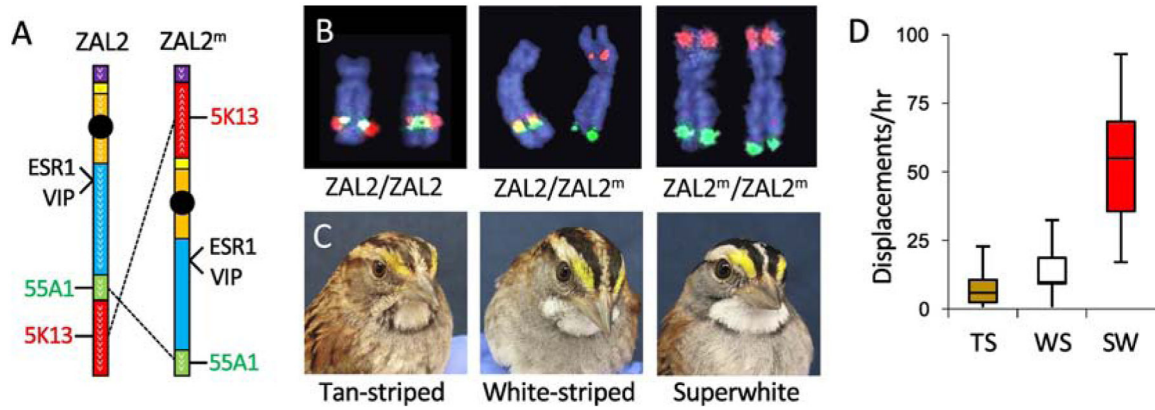 A
ZAL2
ZAL2ᵐ
5K13
ESR1
VIP
ESR1
VIP
55A1
5K13
55A1
B
ZAL2/ZAL2
ZAL2/ZAL2ᵐ
ZAL2ᵐ/ZAL2ᵐ
C
Tan-striped
White-striped
Superwhite
D
Displacements/hr
100
75
50
25
0
TS
WS
SW